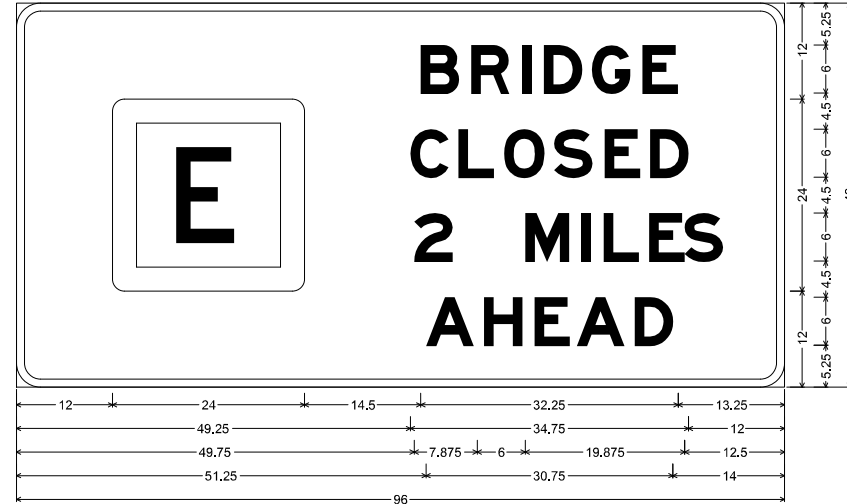 BRIDGE
CLOSED
E
2 MILES
AHEAD
12 24 14.5 32.25 13.25
49.25 34.75 12
49.75 7.875 6 19.875 12.5
51.25 30.75 14
96
12 24 12
5.25 6 4.5 6 4.5 6 4.5 6 5.25